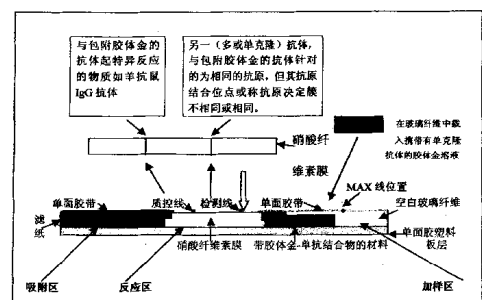 与包附胶体金的
抗体起特异反应
的物质如羊抗鼠
IgG 抗体
另一（多或单克隆）抗体，
与包附胶体金的抗体针对
的为相同的抗原，但其抗原
结合位点或称抗原决定簇
不相同或相同。
硝酸纤
维素膜
在玻璃纤维中载
入携带有单克隆
抗体的胶体金溶液
MAX 线位置
单面胶带
质控线
检测线
单面胶带
空白玻璃纤维
滤
纸
硝酸纤维素膜
带胶体金-单抗结合物的材料
单面胶塑料
板层
吸附区
反应区
加样区